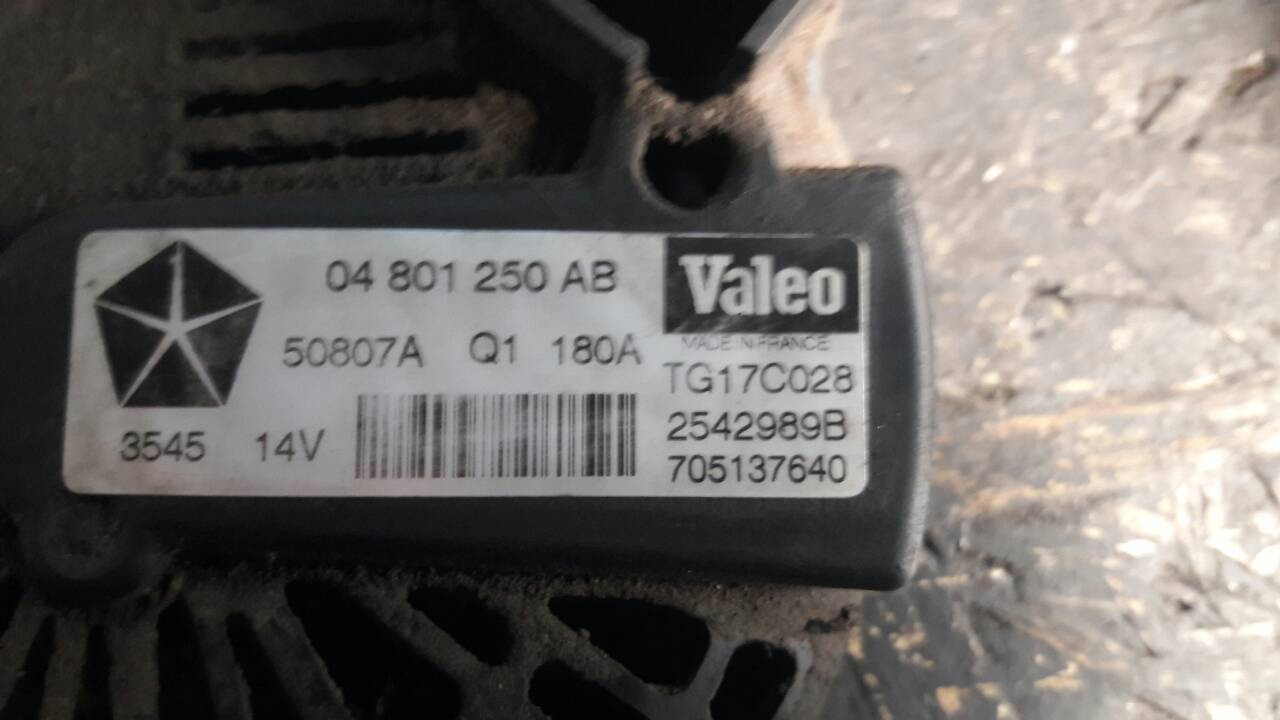 04 801 250 AB
Valeo
50807A Q1 180A
MADE IN FRANCE
TG17C028
3545 14V
2542989B
705137640